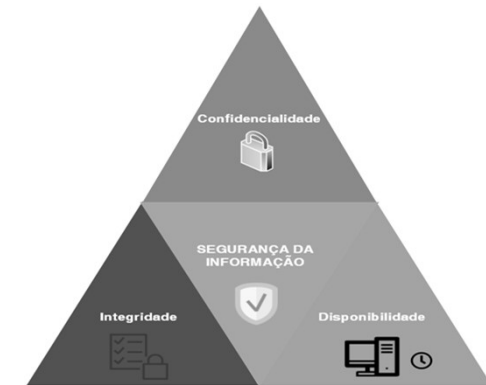 Confidencialidade
SEGURANÇA DA
INFORMAÇÃO
Integridade
Disponibilidade